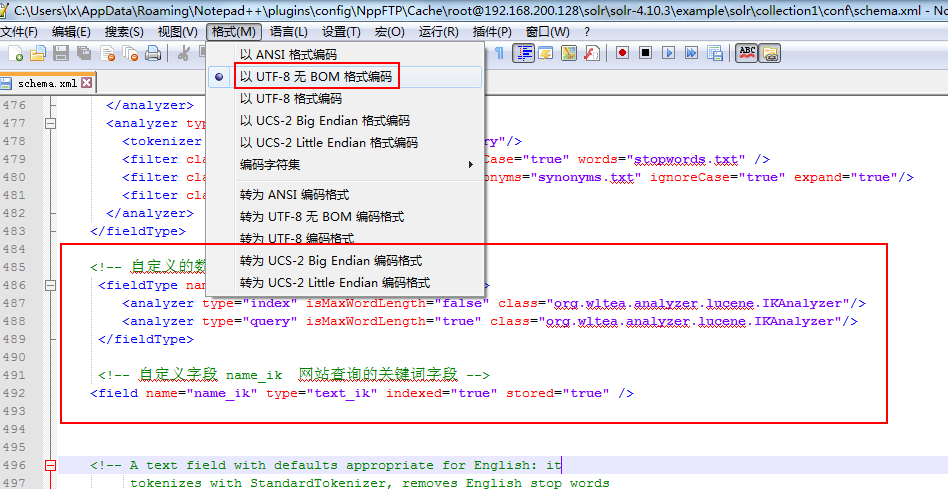 C:\Users\lx\AppData\Roaming\Notepad++\plugins\config\NppFTP\Cache\root@192.168.200.128\solr\solr-4.10.3\example\solr\collection1\conf\schema.xml - No
文件(F) 编辑(E) 搜索(S) 视图(V) 格式(M) 语言(L) 设置(T) 宏(O) 运行(R) 插件(P) 窗口(W) ?
以 ANSI 格式编码
以 UTF-8 无 BOM 格式编码
以 UTF-8 格式编码
以 UCS-2 Big Endian 格式编码
以 UCS-2 Little Endian 格式编码
编码字符集
转为 ANSI 编码格式
转为 UTF-8 无 BOM 编码格式
转为 UTF-8 编码格式
转为 UCS-2 Big Endian 编码格式
转为 UCS-2 Little Endian 编码格式
ABC
schema.xml
476 </analyzer>
477 <analyzer typ
478 <tokenizer ry"/>
479 <filter clas Case="true" words="stopwords.txt" />
480 <filter clas onyms="synonyms.txt" ignoreCase="true" expand="true"/>
481 <filter clas
482 </analyzer>
483 </fieldType>
484
485 <!-- 自定义的数
486 <fieldType nam >
487 <analyzer type="index" isMaxWordLength="false" class="org.wltea.analyzer.lucene.IKAnalyzer"/>
488 <analyzer type="query" isMaxWordLength="true" class="org.wltea.analyzer.lucene.IKAnalyzer"/>
489 </fieldType>
490
491 <!-- 自定义字段 name_ik 网站查询的关键词字段 -->
492 <field name="name_ik" type="text_ik" indexed="true" stored="true" />
493
494
495
496 <!-- A text field with defaults appropriate for English: it
497 tokenizes with StandardTokenizer, removes English stop words